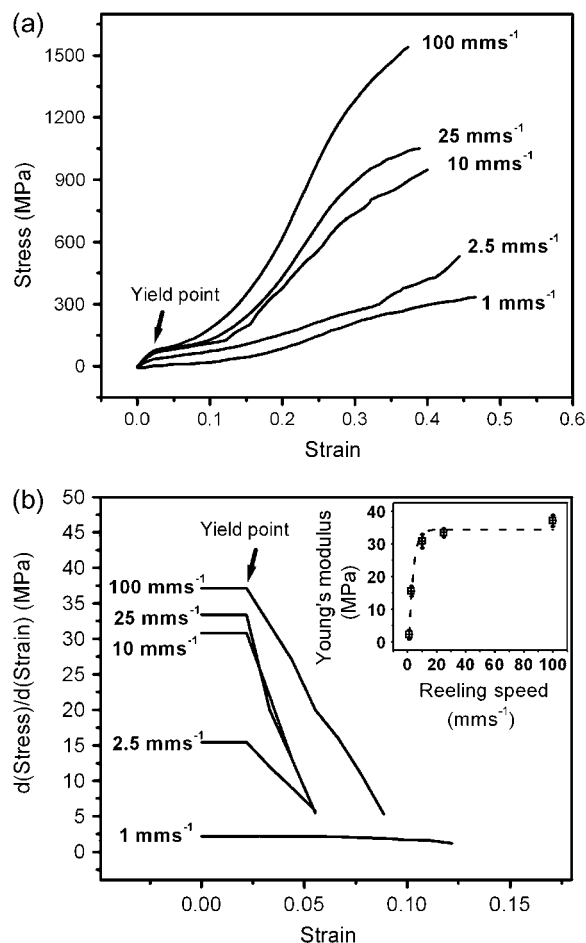 (a)
1500
1200
900
600
300
0
Stress (MPa)
100 mms⁻¹
25 mms⁻¹
10 mms⁻¹
2.5 mms⁻¹
1 mms⁻¹
Yield point
0.0 0.1 0.2 0.3 0.4 0.5 0.6
Strain
(b)
50
45
40
35
30
25
20
15
10
5
0
d(Stress)/d(Strain) (MPa)
Yield point
100 mms⁻¹
25 mms⁻¹
10 mms⁻¹
2.5 mms⁻¹
1 mms⁻¹
Young's modulus
(MPa)
40
30
20
10
0
0 20 40 60 80 100
Reeling speed
(mms⁻¹)
0.00 0.05 0.10 0.15
Strain